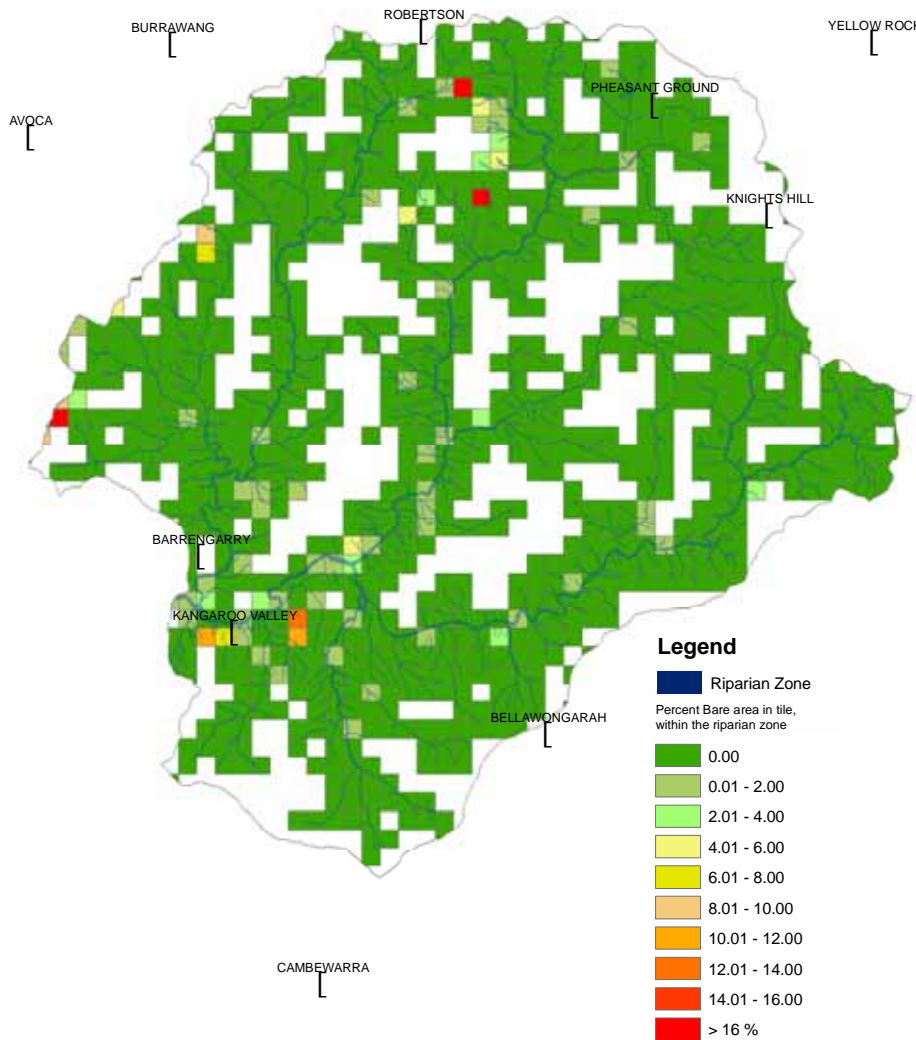 ROBERTSON
BURRAWANG
YELLOW ROCK
PHEASANT GROUND
AVOCA
KNIGHTS HILL
BARRENGARRY
KANGAROO VALLEY
BELLAWONGARAH
CAMBEWARRA
Legend
Riparian Zone
Percent Bare area in tile,
within the riparian zone
0.00
0.01 - 2.00
2.01 - 4.00
4.01 - 6.00
6.01 - 8.00
8.01 - 10.00
10.01 - 12.00
12.01 - 14.00
14.01 - 16.00
> 16 %